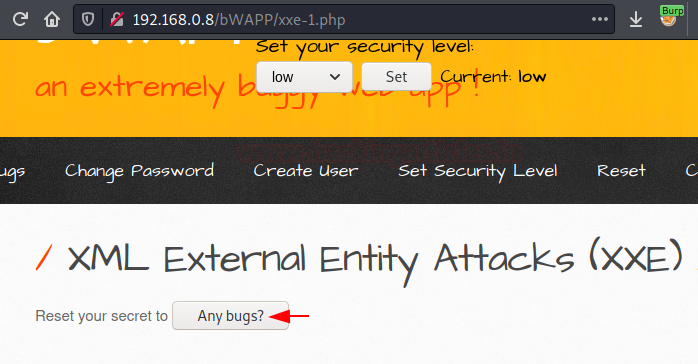 Burp
192.168.0.8/bWAPP/xxe-1.php
Set your security level:
low Set Current: low
an extremely buggy web app !
ugs Change Password Create User Set Security Level Reset C
/ XML External Entity Attacks (XXE)
Reset your secret to Any bugs?